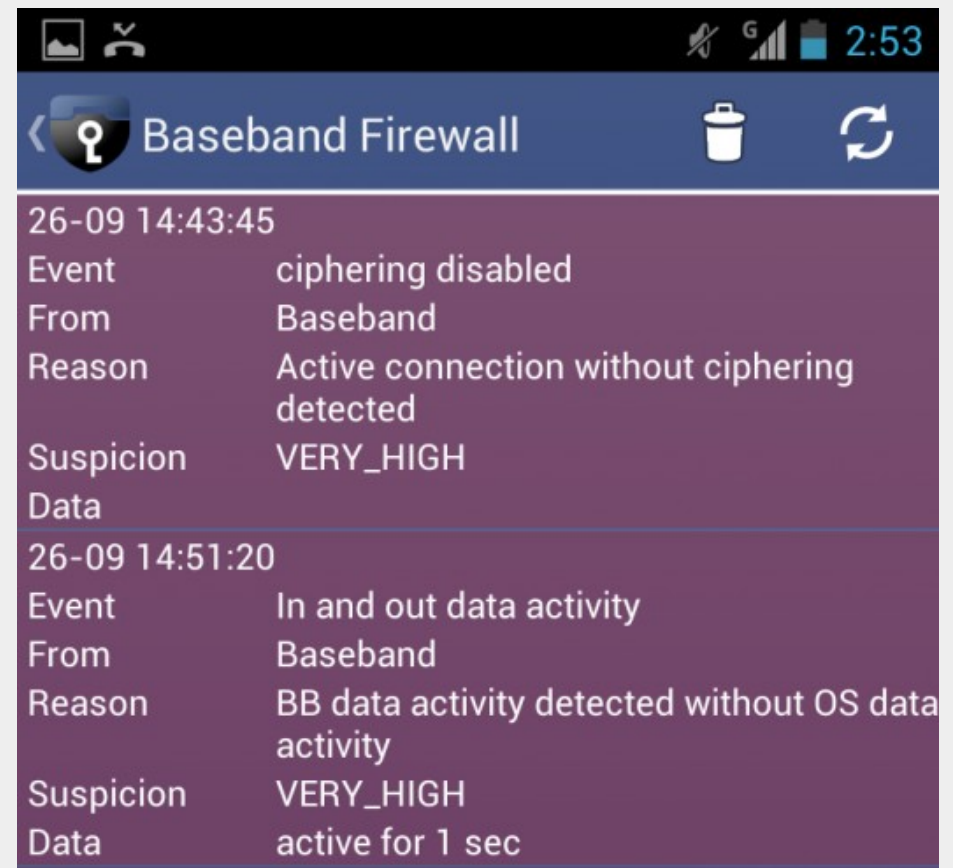 G 2:53
Baseband Firewall
26-09 14:43:45
Event ciphering disabled
From Baseband
Reason Active connection without ciphering
detected
Suspicion VERY_HIGH
Data
26-09 14:51:20
Event In and out data activity
From Baseband
Reason BB data activity detected without OS data
activity
Suspicion VERY_HIGH
Data active for 1 sec